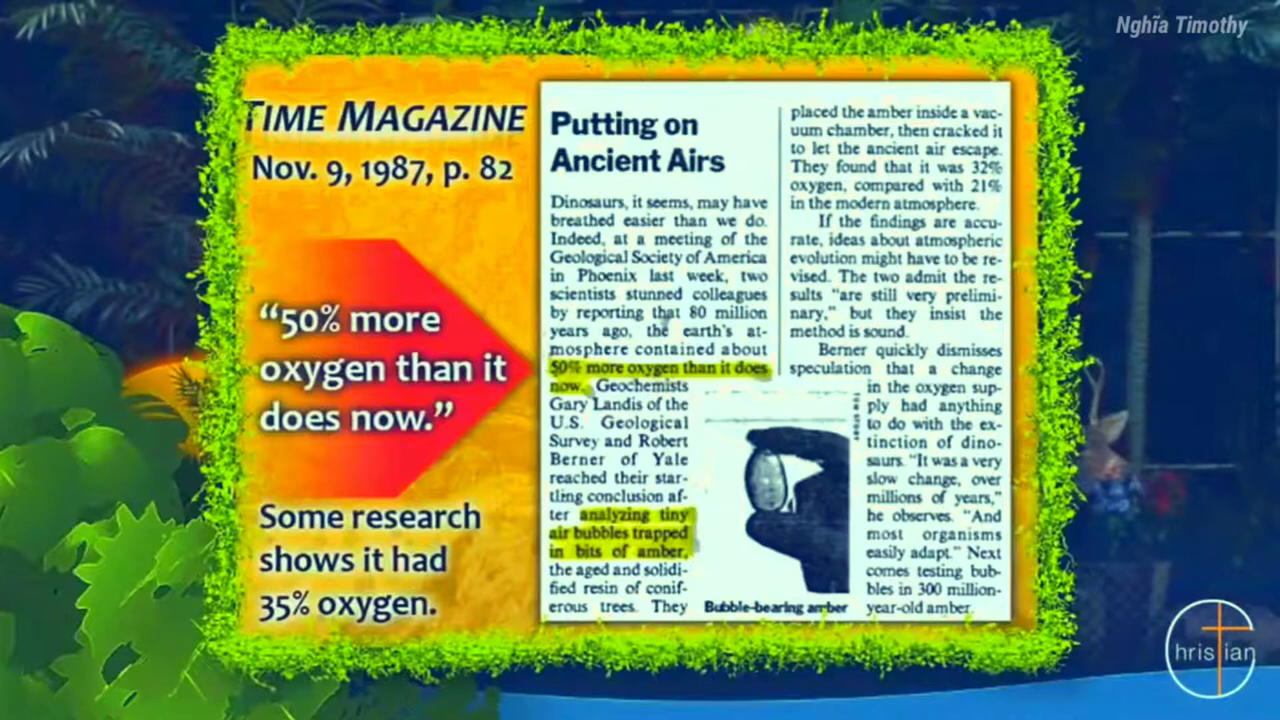 Nghĩa Timothy
TIME MAGAZINE
Nov. 9, 1987, p. 82
“50% more
oxygen than it
does now.”
Some research
shows it had
35% oxygen.
Putting on
Ancient Airs
Dinosaurs, it seems, may have
breathed easier than we do.
Indeed, at a meeting of the
Geological Society of America
in Phoenix last week, two
scientists stunned colleagues
by reporting that 80 million
years ago, the earth's at-
mosphere contained about
50% more oxygen than it does
now. Geochemists
Gary Landis of the
U.S. Geological
Survey and Robert
Berner of Yale
reached their star-
tling conclusion af-
ter analyzing tiny
air bubbles trapped
in bits of amber,
the aged and solidi-
fied resin of conif-
erous trees. They
placed the amber inside a vac-
uum chamber, then cracked it
to let the ancient air escape.
They found that it was 32%
oxygen, compared with 21%
in the modern atmosphere.
If the findings are accu-
rate, ideas about atmospheric
evolution might have to be re-
vised. The two admit the re-
sults "are still very prelimi-
nary," but they insist the
method is sound.
Berner quickly dismisses
speculation that a change
in the oxygen sup-
ply had anything
to do with the ex-
tinction of dino-
saurs. "It was a very
slow change, over
millions of years,"
he observes. "And
most organisms
easily adapt." Next
comes testing bub-
bles in 300 million-
year-old amber.
Bubble-bearing amber
Christian